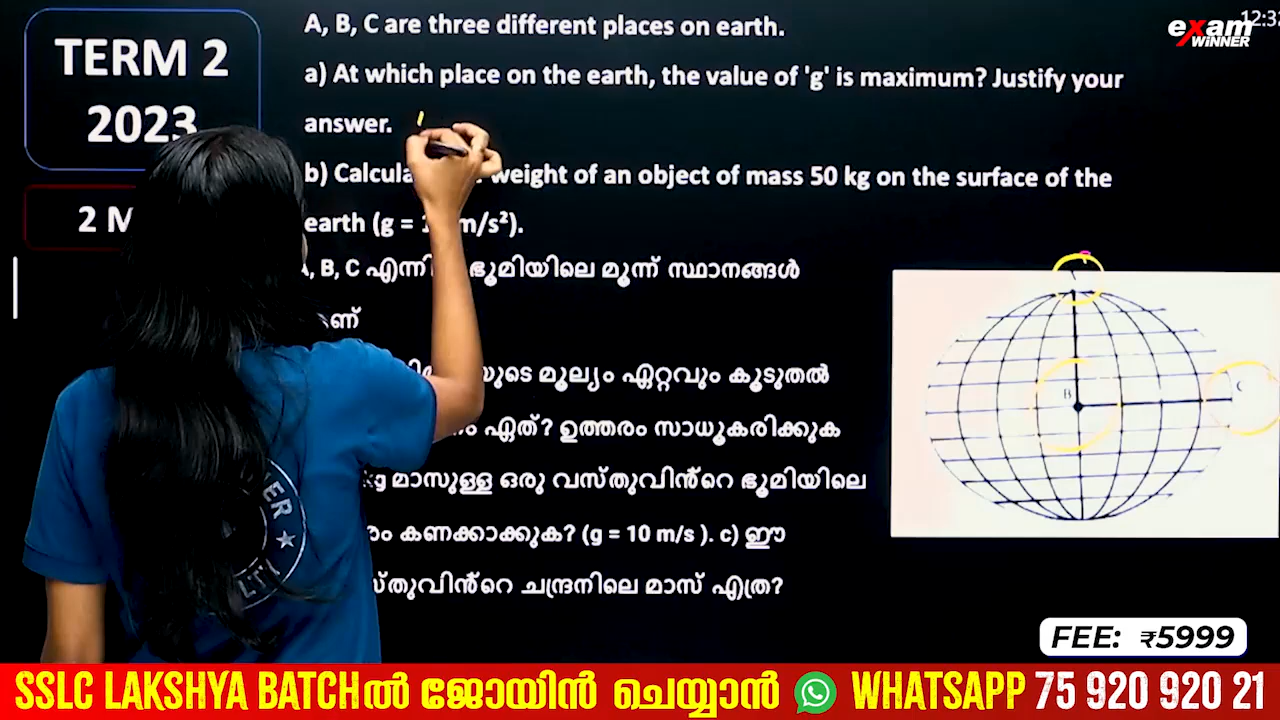 TERM 2
2023
2 M
A, B, C are three different places on earth.
a) At which place on the earth, the value of 'g' is maximum? Justify your
answer.
b) weight of an object of mass 50 kg on the surface of the
earth (g = m/s²).
B, C ഭൂമിയിലെ മൂന്ന് സ്ഥാനങ്ങൾ
മൂല്യം ഏറ്റവും കൂടുതൽ
ഏത്? ഉത്തരം സാധൂകരിക്കുക
kg മാസുള്ള ഒരു വസ്തുവിൻറെ ഭൂമിയിലെ
കണക്കാക്കുക? (g = 10 m/s ). c) ഈ
ചന്ദ്രനിലെ മാസ് എത്ര?
B
C
exam
WINNER
12:3
FEE: ₹5999
SSLC LAKSHYA BATCHൽ ജോയിൻ ചെയ്യാൻ WHATSAPP 75 920 920 21